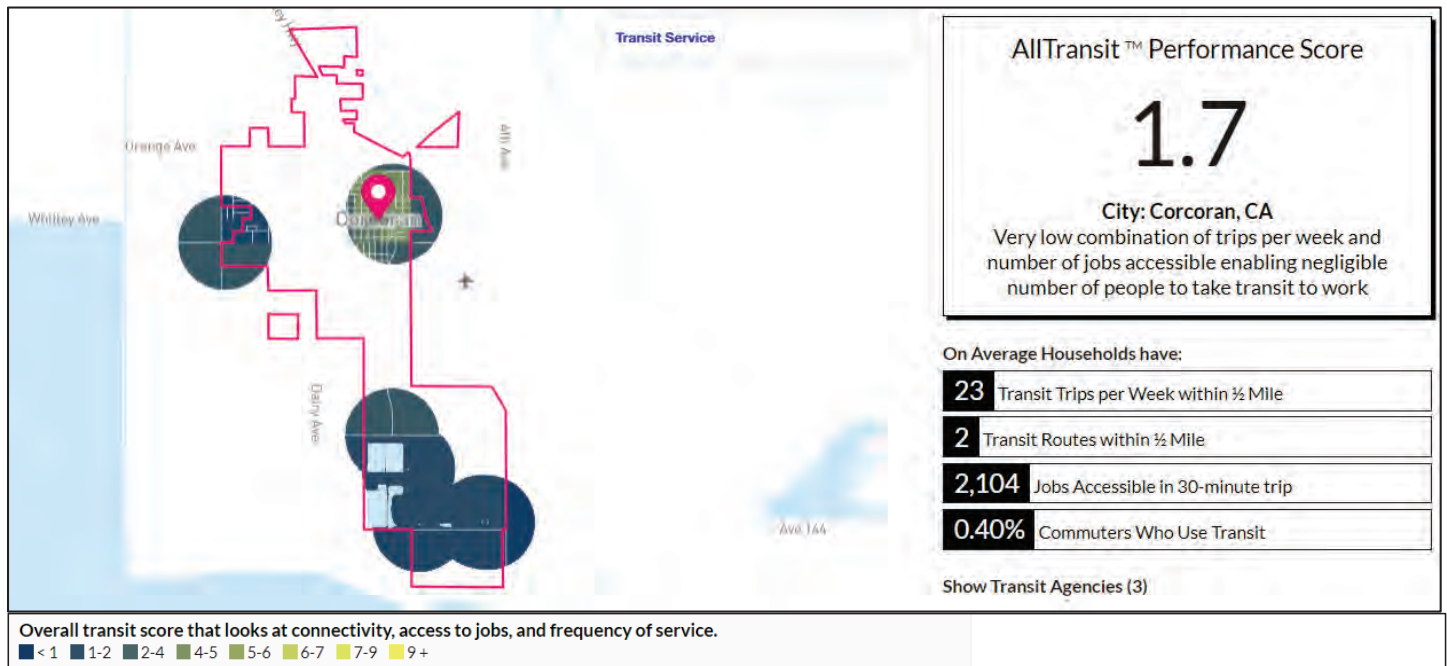 Transit Service
Orange Ave
Whitley Ave
Corcoran
Dairy Ave
Ave 144
AllTransit ™ Performance Score
1.7
City: Corcoran, CA
Very low combination of trips per week and
number of jobs accessible enabling negligible
number of people to take transit to work
On Average Households have:
23 Transit Trips per Week within ½ Mile
2 Transit Routes within ½ Mile
2,104 Jobs Accessible in 30-minute trip
0.40% Commuters Who Use Transit
Show Transit Agencies (3)
Overall transit score that looks at connectivity, access to jobs, and frequency of service.
< 1 1-2 2-4 4-5 5-6 6-7 7-9 9 +